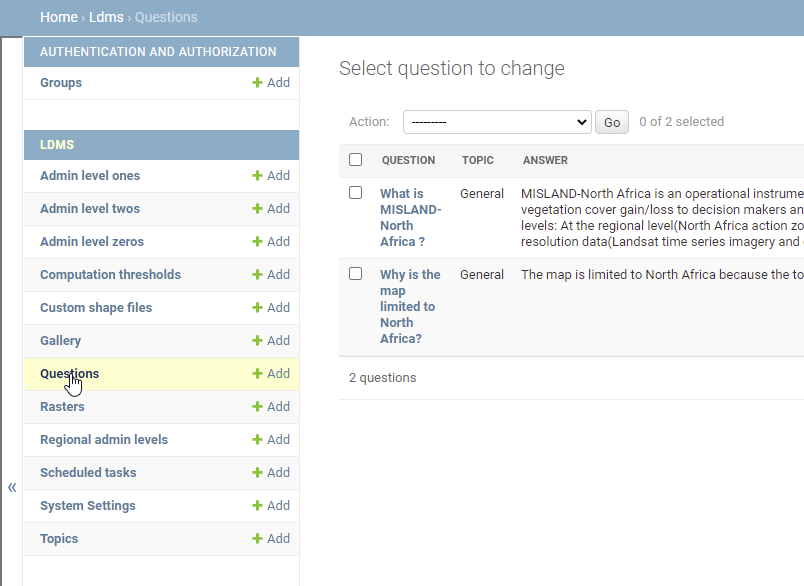 Home › Ldms › Questions
AUTHENTICATION AND AUTHORIZATION
Groups + Add
LDMS
Admin level ones + Add
Admin level twos + Add
Admin level zeros + Add
Computation thresholds + Add
Custom shape files + Add
Gallery + Add
Questions + Add
Rasters + Add
Regional admin levels + Add
Scheduled tasks + Add
System Settings + Add
Topics + Add
«
Select question to change
Action: --------- Go 0 of 2 selected
QUESTION TOPIC ANSWER
What is
MISLAND-
North
Africa ?
General
MISLAND-North Africa is an operational instrume
vegetation cover gain/loss to decision makers an
levels: At the regional level(North Africa action zo
resolution data(Landsat time series imagery and
Why is the
map
limited to
North
Africa?
General
The map is limited to North Africa because the to
2 questions